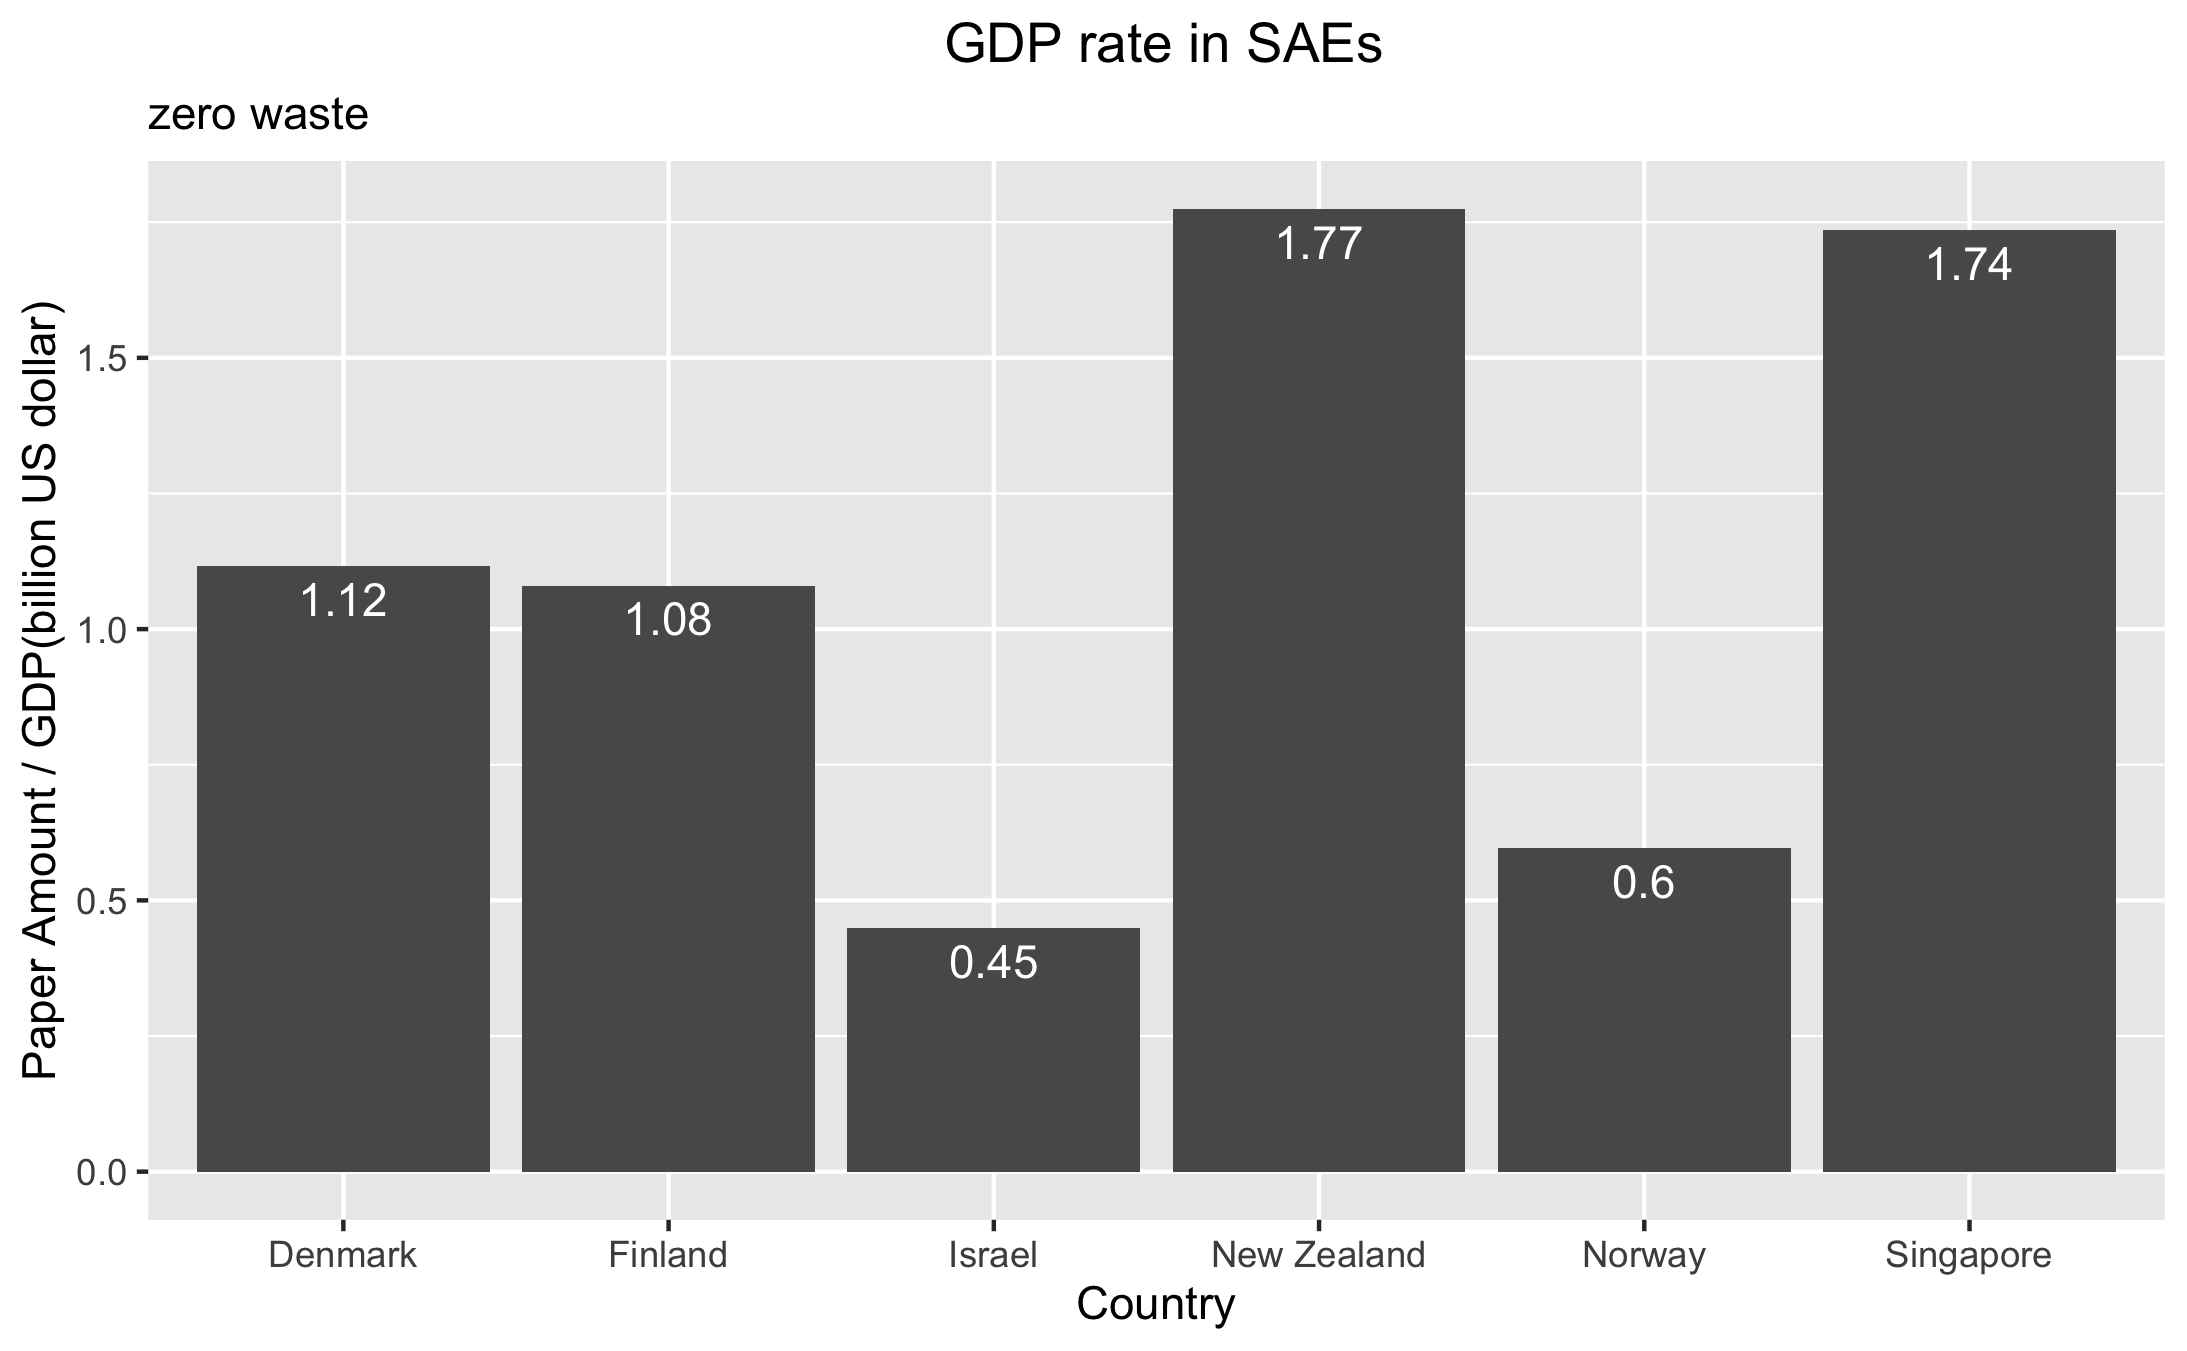 GDP rate in SAEs
zero waste
Paper Amount / GDP(billion US dollar)
1.5
1.0
0.5
0.0
1.12
1.08
0.45
1.77
0.6
1.74
Denmark
Finland
Israel
New Zealand
Norway
Singapore
Country